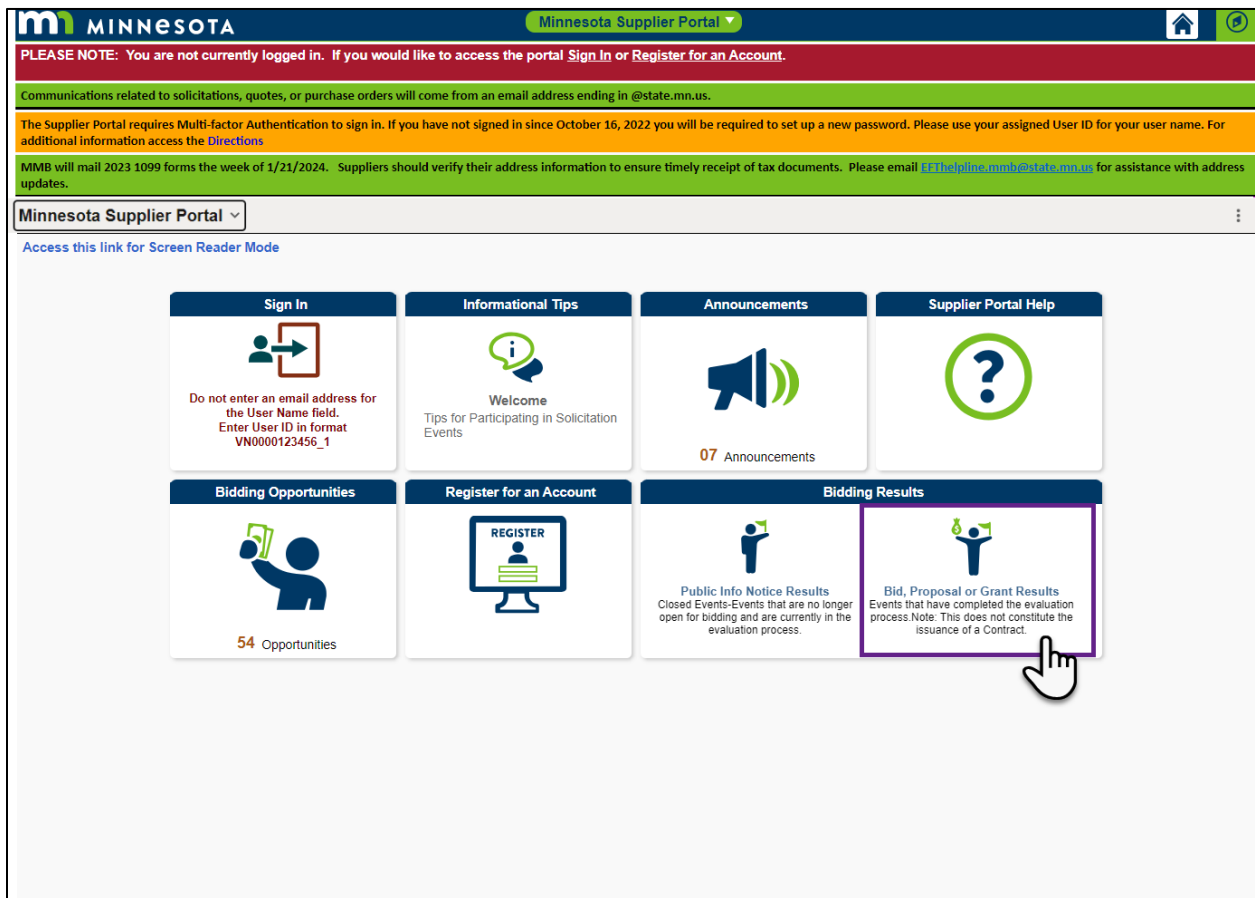 mn MINNESOTA
Minnesota Supplier Portal
PLEASE NOTE: You are not currently logged in. If you would like to access the portal Sign In or Register for an Account.
Communications related to solicitations, quotes, or purchase orders will come from an email address ending in @state.mn.us.
The Supplier Portal requires Multi-factor Authentication to sign in. If you have not signed in since October 16, 2022 you will be required to set up a new password. Please use your assigned User ID for your user name. For
additional information access the Directions
MMB will mail 2023 1099 forms the week of 1/21/2024. Suppliers should verify their address information to ensure timely receipt of tax documents. Please email EFThelpline.mmb@state.mn.us for assistance with address
updates.
Minnesota Supplier Portal
Access this link for Screen Reader Mode
Sign In
Do not enter an email address for
the User Name field.
Enter User ID in format
VN0000123456_1
Informational Tips
Welcome
Tips for Participating in Solicitation
Events
Announcements
07 Announcements
Supplier Portal Help
Bidding Opportunities
54 Opportunities
Register for an Account
REGISTER
Bidding Results
Public Info Notice Results
Closed Events-Events that are no longer
open for bidding and are currently in the
evaluation process.
Bid, Proposal or Grant Results
Events that have completed the evaluation
process.Note: This does not constitute the
issuance of a Contract.